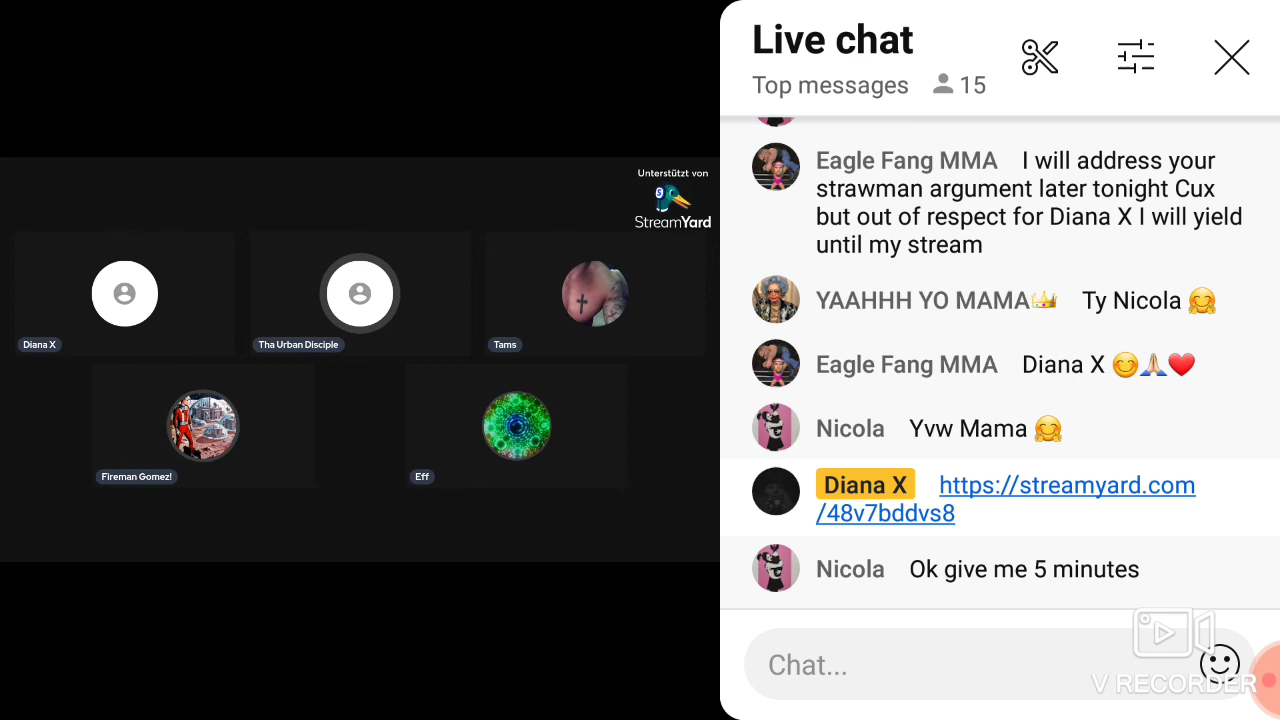 Unterstützt von
StreamYard
Diana X
Tha Urban Disciple
Tams
Fireman Gomez!
Eff
Live chat
Top messages 15
Eagle Fang MMA I will address your
strawman argument later tonight Cux
but out of respect for Diana X I will yield
until my stream
YAAHHH YO MAMA👑 Ty Nicola 🤗
Eagle Fang MMA Diana X 😊🙏🏻❤️
Nicola Yvw Mama 🤗
Diana X https://streamyard.com
/48v7bddvs8
Nicola Ok give me 5 minutes
Chat...
V RECORDER